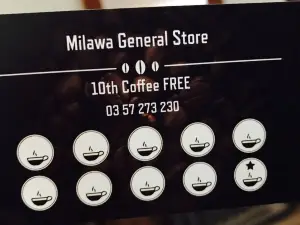 Milawa General Store
10th Coffee FREE
03 57 273 230